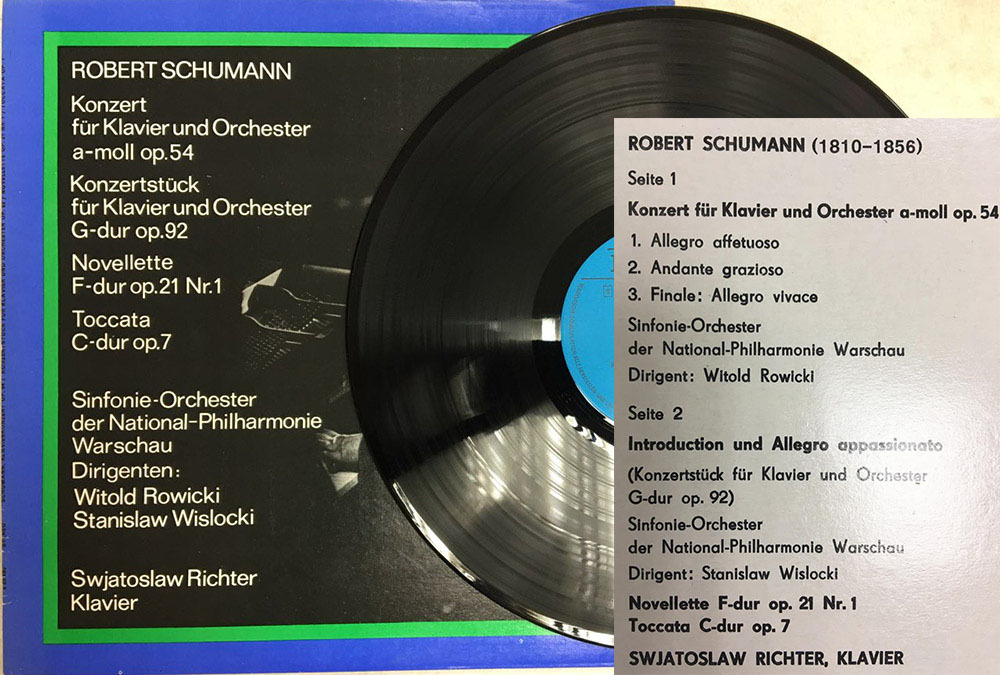 ROBERT SCHUMANN
Konzert
für Klavier und Orchester
a-moll op.54
Konzertstück
für Klavier und Orchester
G-dur op.92
Novellette
F-dur op.21 Nr.1
Toccata
C-dur op.7
Sinfonie-Orchester
der National-Philharmonie
Warschau
Dirigenten:
Witold Rowicki
Stanislaw Wislocki
Swjatoslaw Richter
Klavier
ROBERT SCHUMANN (1810-1856)
Seite 1
Konzert für Klavier und Orchester a-moll op. 54
1. Allegro affetuoso
2. Andante grazioso
3. Finale: Allegro vivace
Sinfonie-Orchester
der National-Philharmonie Warschau
Dirigent: Witold Rowicki
Seite 2
Introduction und Allegro appassionato
(Konzertstück für Klavier und Orchester
G-dur op. 92)
Sinfonie-Orchester
der National-Philharmonie Warschau
Dirigent: Stanislaw Wislocki
Novellette F-dur op. 21 Nr. 1
Toccata C-dur op. 7
SWJATOSLAW RICHTER, KLAVIER